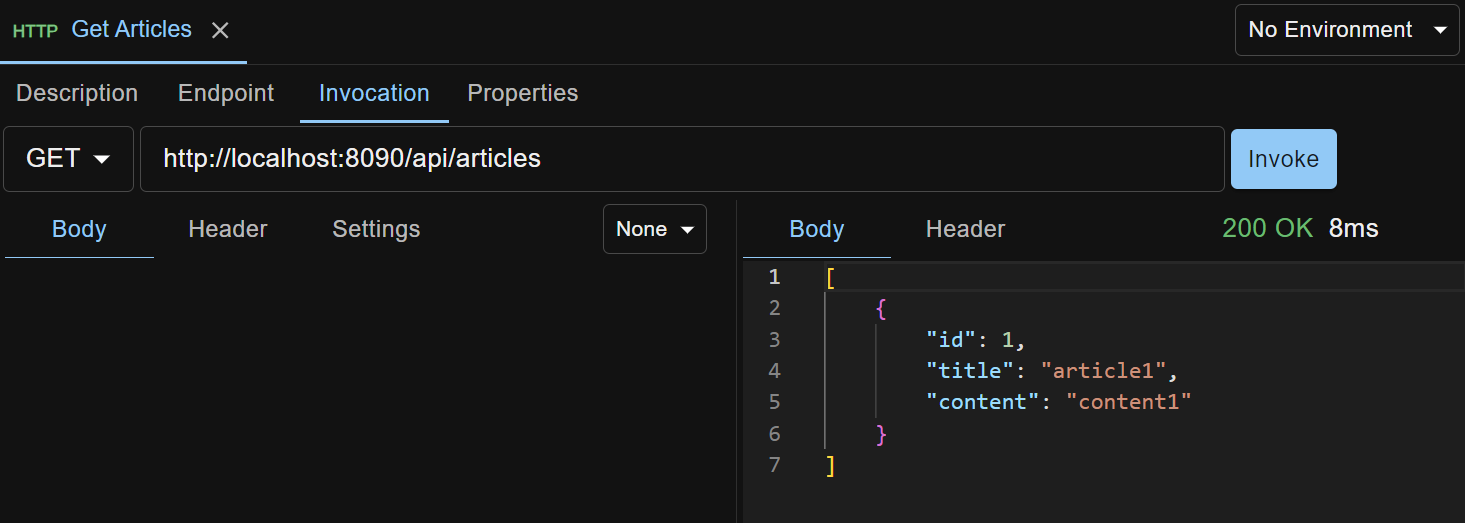 HTTP Get Articles No Environment
Description Endpoint Invocation Properties
GET http://localhost:8090/api/articles Invoke
Body Header Settings None Body Header 200 OK 8ms
1 [
2 {
3 "id": 1,
4 "title": "article1",
5 "content": "content1"
6 }
7 ]